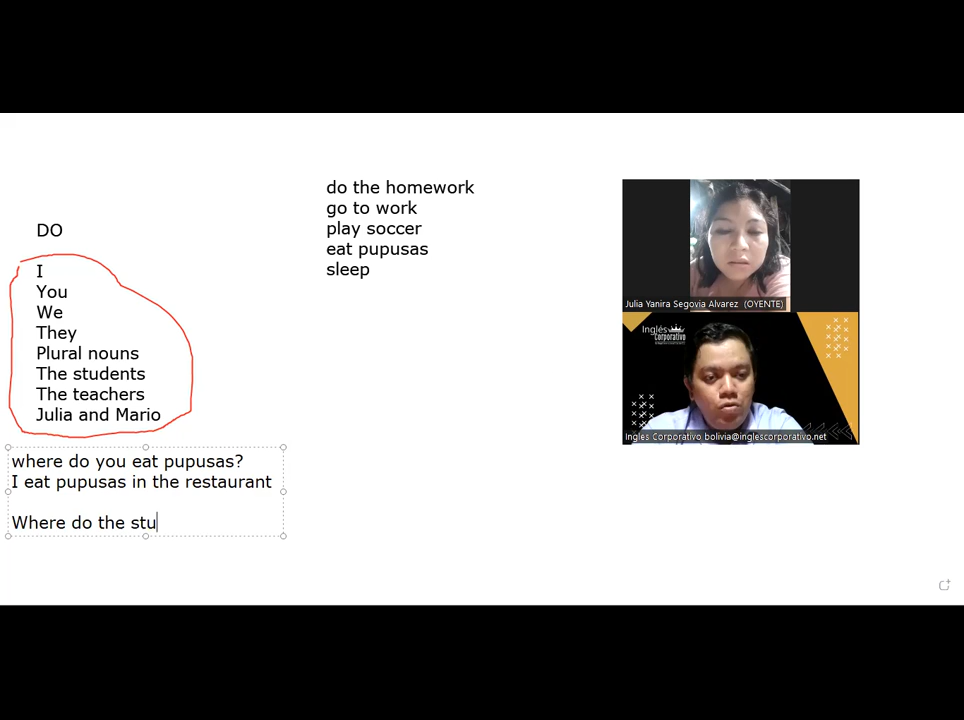 DO
I
You
We
They
Plural nouns
The students
The teachers
Julia and Mario
where do you eat pupusas?
I eat pupusas in the restaurant
Where do the stu
do the homework
go to work
play soccer
eat pupusas
sleep
Julia Yanira Segovia Alvarez (OYENTE)
Inglés
Corporativo
Inglés Corporativo bolivia@inglescorporativo.net